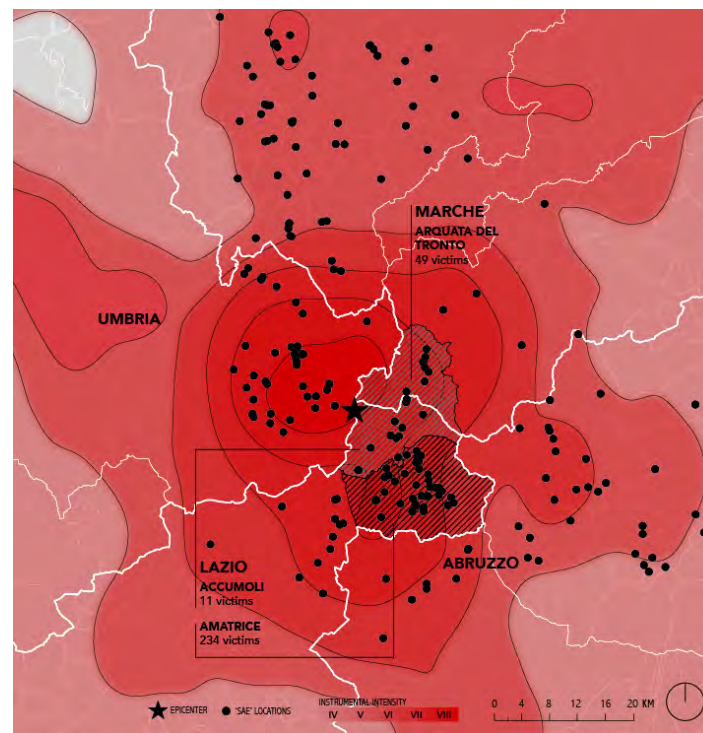 MARCHE
ARQUATA DEL
TRONTO
49 victims
UMBRIA
LAZIO
ACCUMOLI
11 victims
AMATRICE
234 victims
ABRUZZO
EPICENTER
'SAE' LOCATIONS
INSTRUMENTAL INTENSITY
IV V VI VII VIII
0 4 8 12 16 20 KM